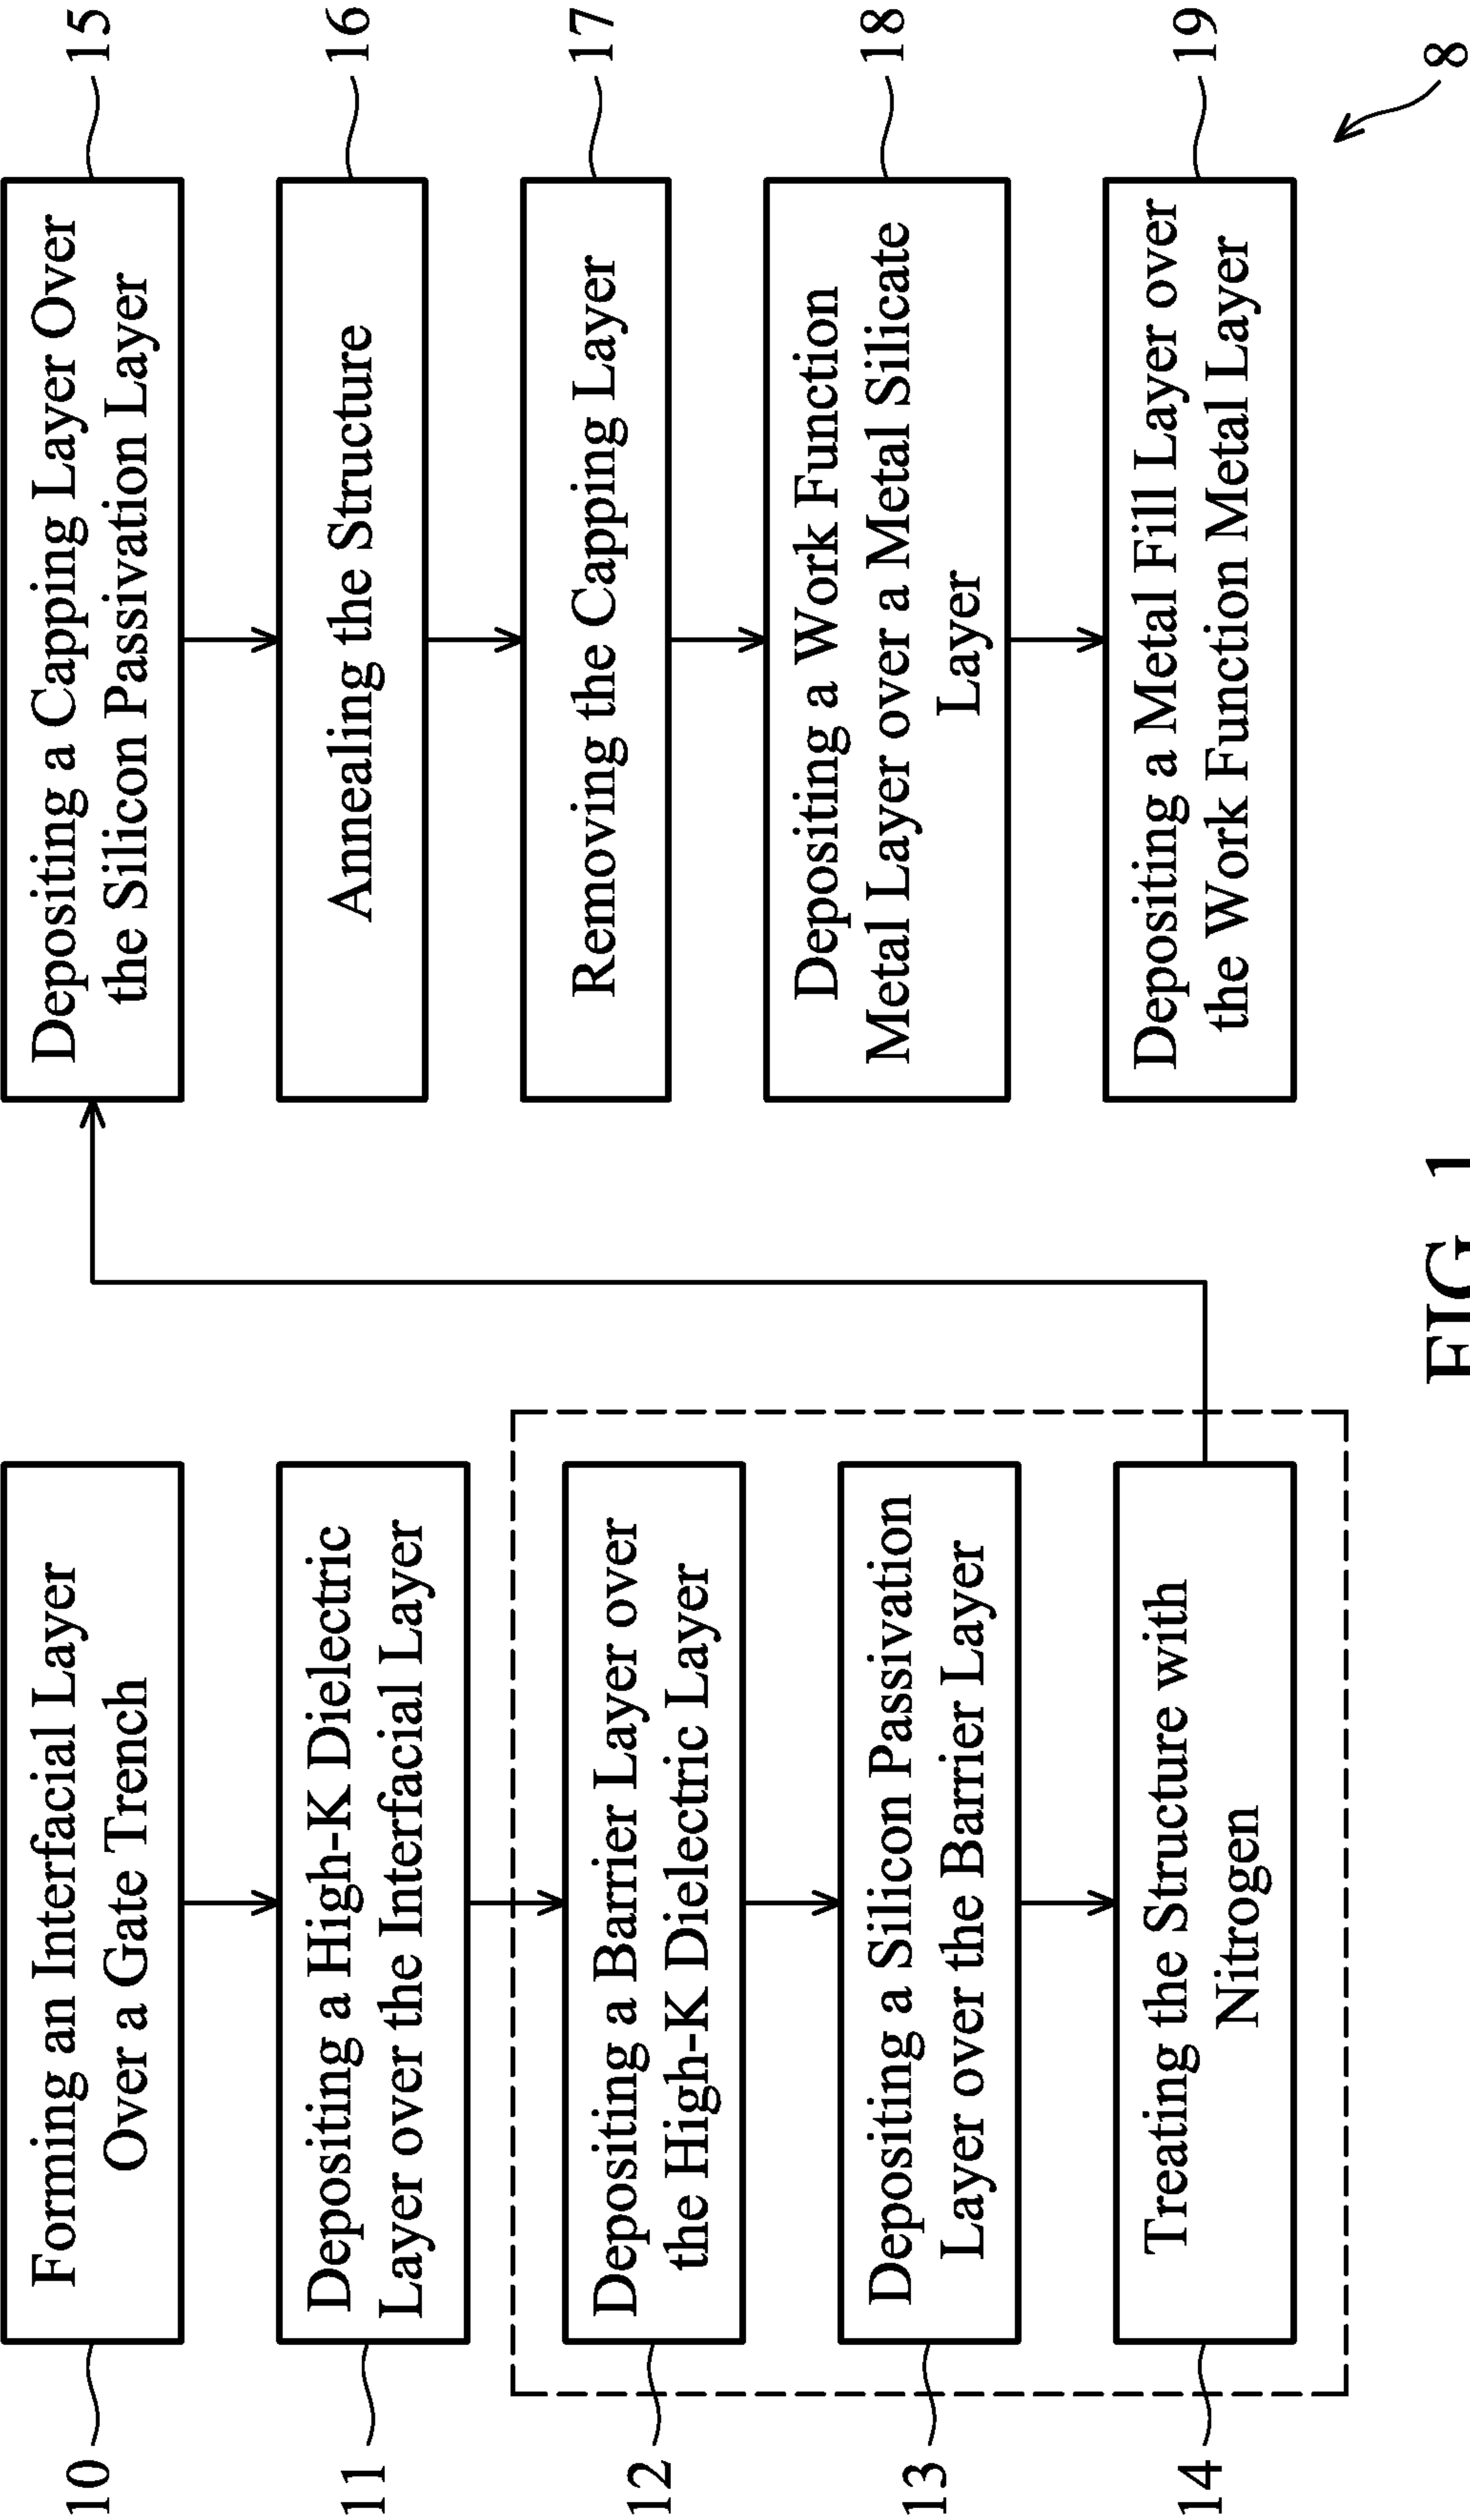 10
Forming an Interfacial Layer
Over a Gate Trench
11
Depositing a High-K Dielectric
Layer over the Interfacial Layer
12
Depositing a Barrier Layer over
the High-K Dielectric Layer
13
Depositing a Silicon Passivation
Layer over the Barrier Layer
14
Treating the Structure with
Nitrogen
Depositing a Capping Layer Over
the Silicon Passivation Layer
15
Annealing the Structure
16
Removing the Capping Layer
17
Depositing a Work Function
Metal Layer over a Metal Silicate
Layer
18
Depositing a Metal Fill Layer over
the Work Function Metal Layer
19
8
FIG. 1